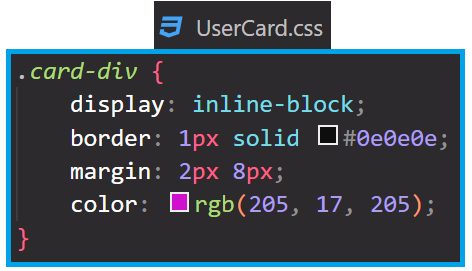 UserCard.css
.card-div {
    display: inline-block;
    border: 1px solid #0e0e0e;
    margin: 2px 8px;
    color: rgb(205, 17, 205);
}